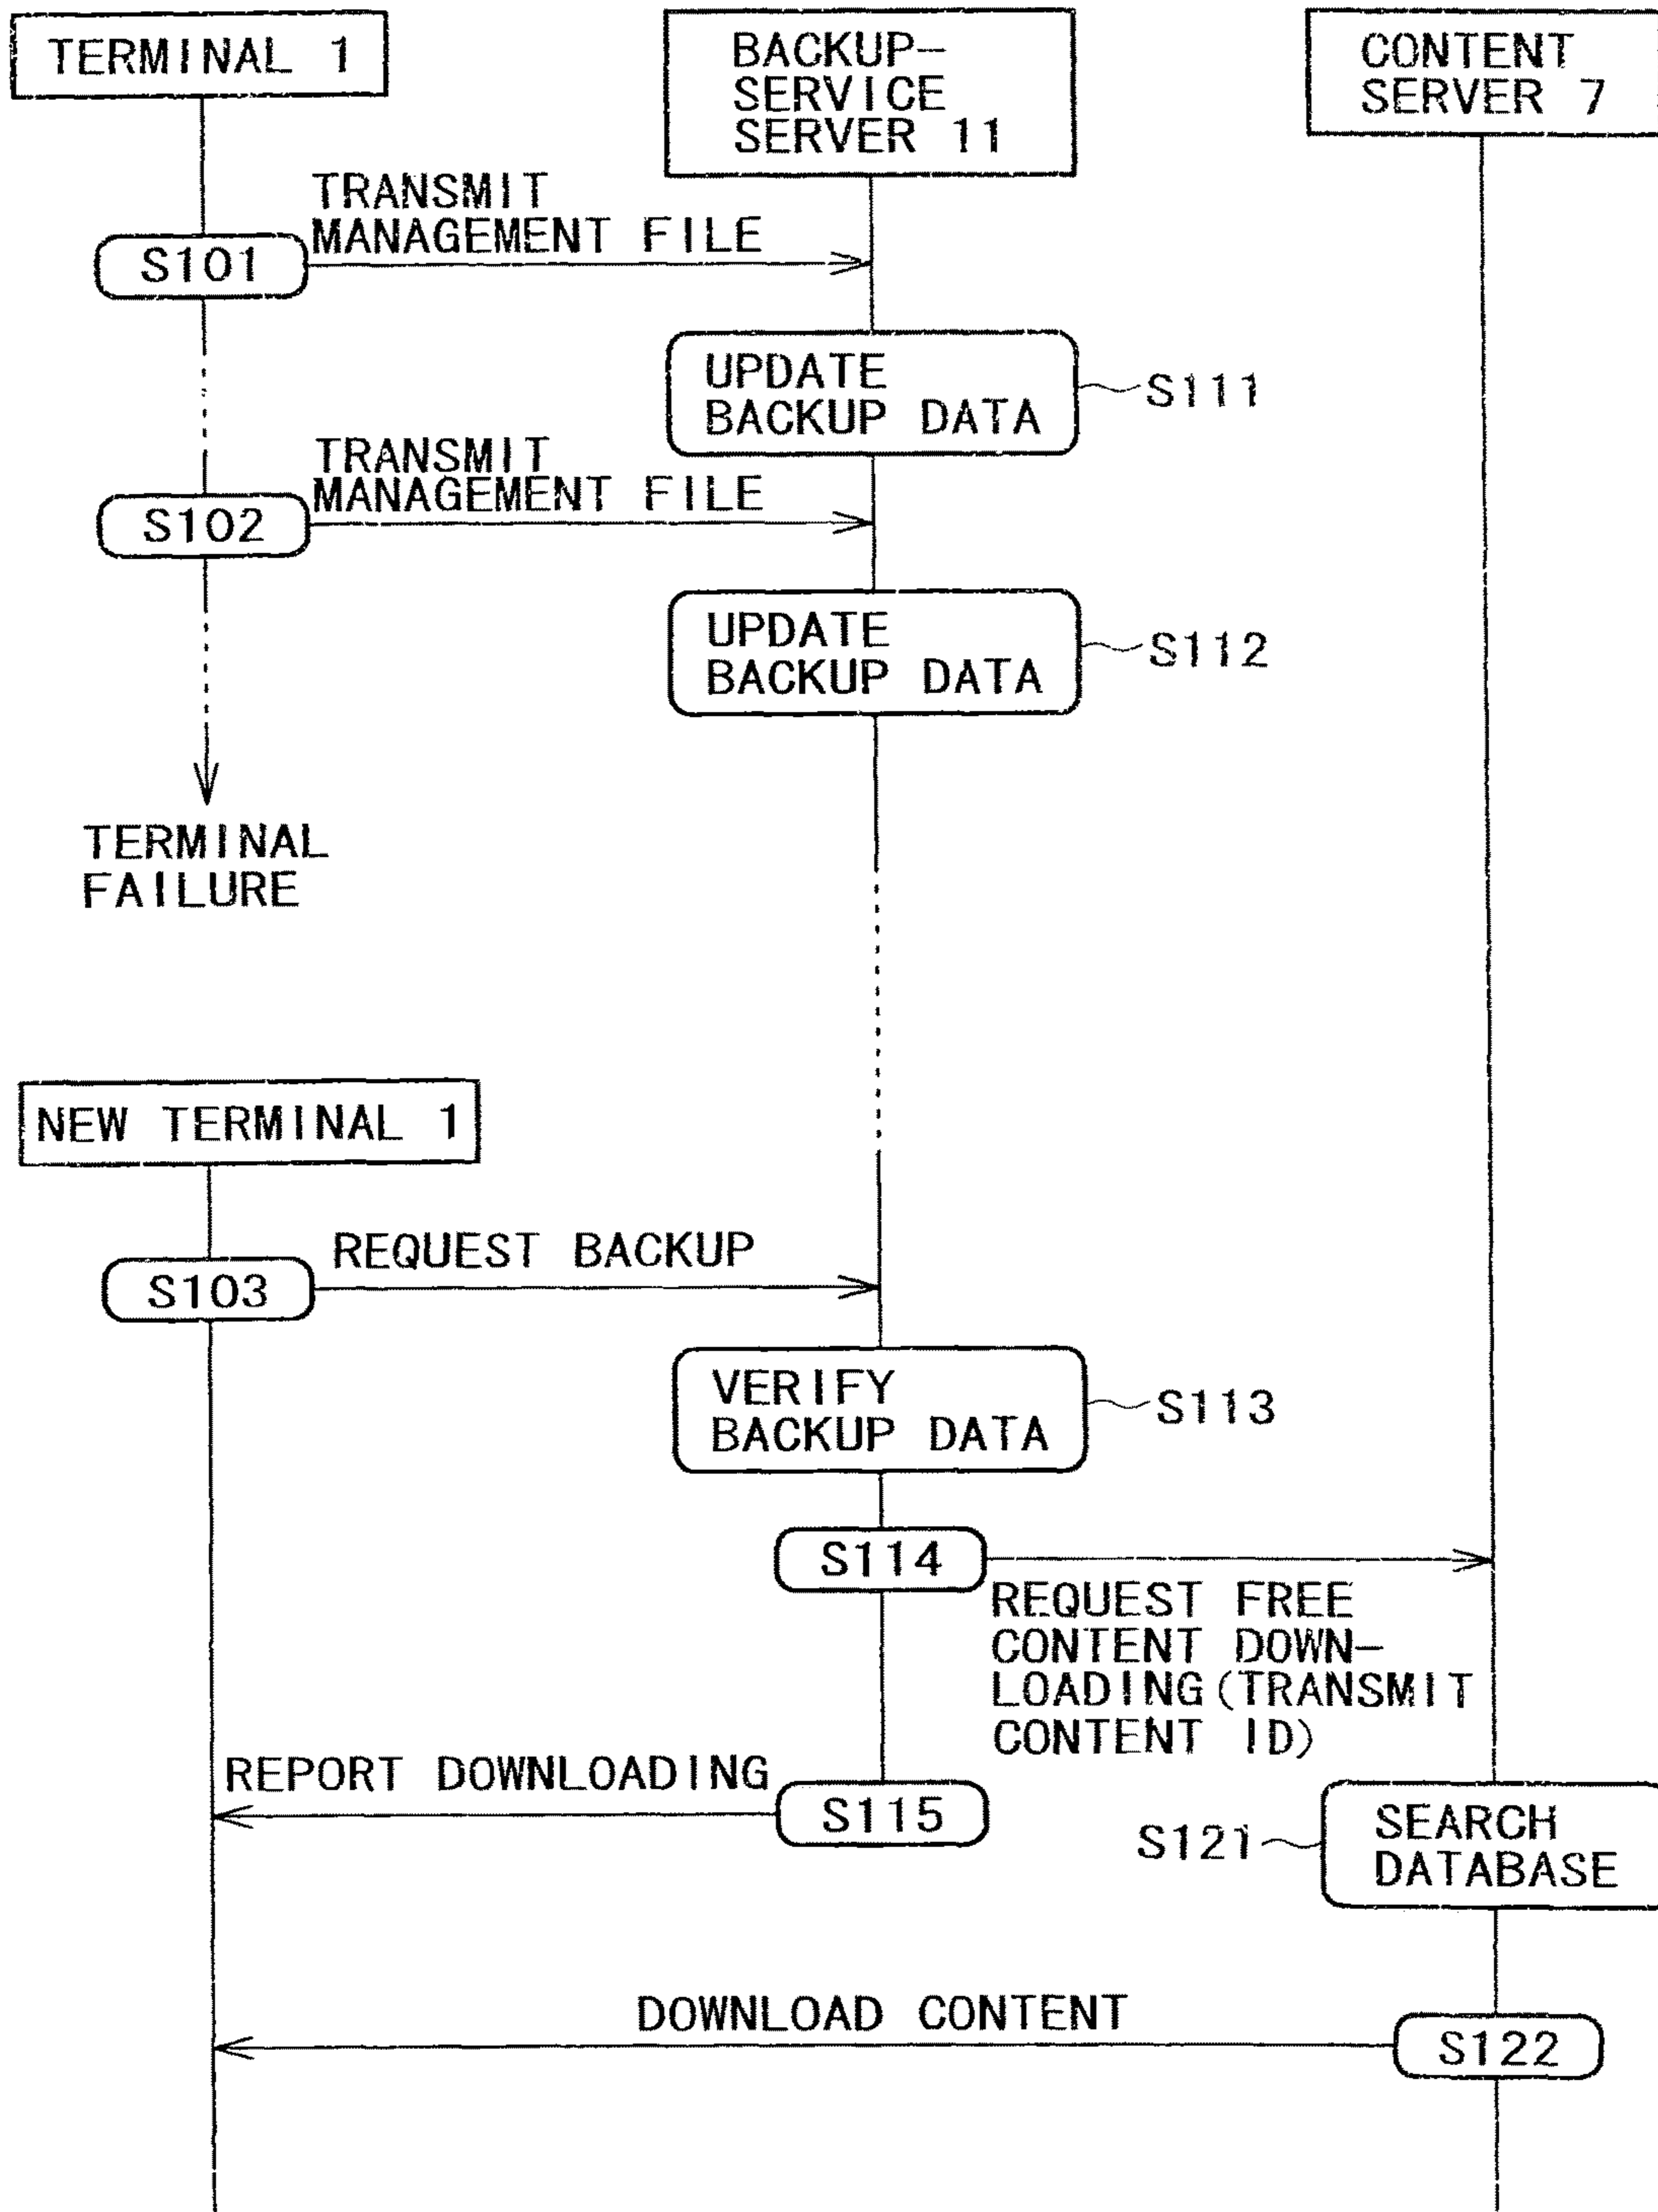 TERMINAL 1
BACKUP-
SERVICE
SERVER 11
CONTENT
SERVER 7
TRANSMIT
MANAGEMENT FILE
S101
UPDATE
BACKUP DATA
S111
TRANSMIT
MANAGEMENT FILE
S102
UPDATE
BACKUP DATA
S112
TERMINAL
FAILURE
NEW TERMINAL 1
REQUEST BACKUP
S103
VERIFY
BACKUP DATA
S113
S114
REQUEST FREE
CONTENT DOWN-
LOADING (TRANSMIT
CONTENT ID)
REPORT DOWNLOADING
S115
S121
SEARCH
DATABASE
DOWNLOAD CONTENT
S122